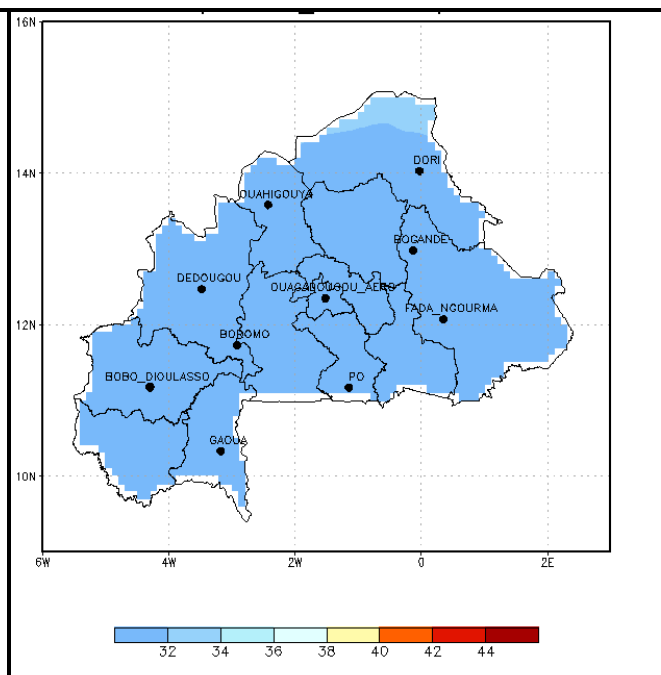 16N
14N
DORI
OUAHIGOUYA
BOGANDE
DEDOUGOU
OUAGADOUGOU_AERO
12N
FADA_NGOURMA
BOROMO
BOBO_DIOULASSO
PO
GAOUA
10N
6W 4W 2W 0 2E
32 34 36 38 40 42 44